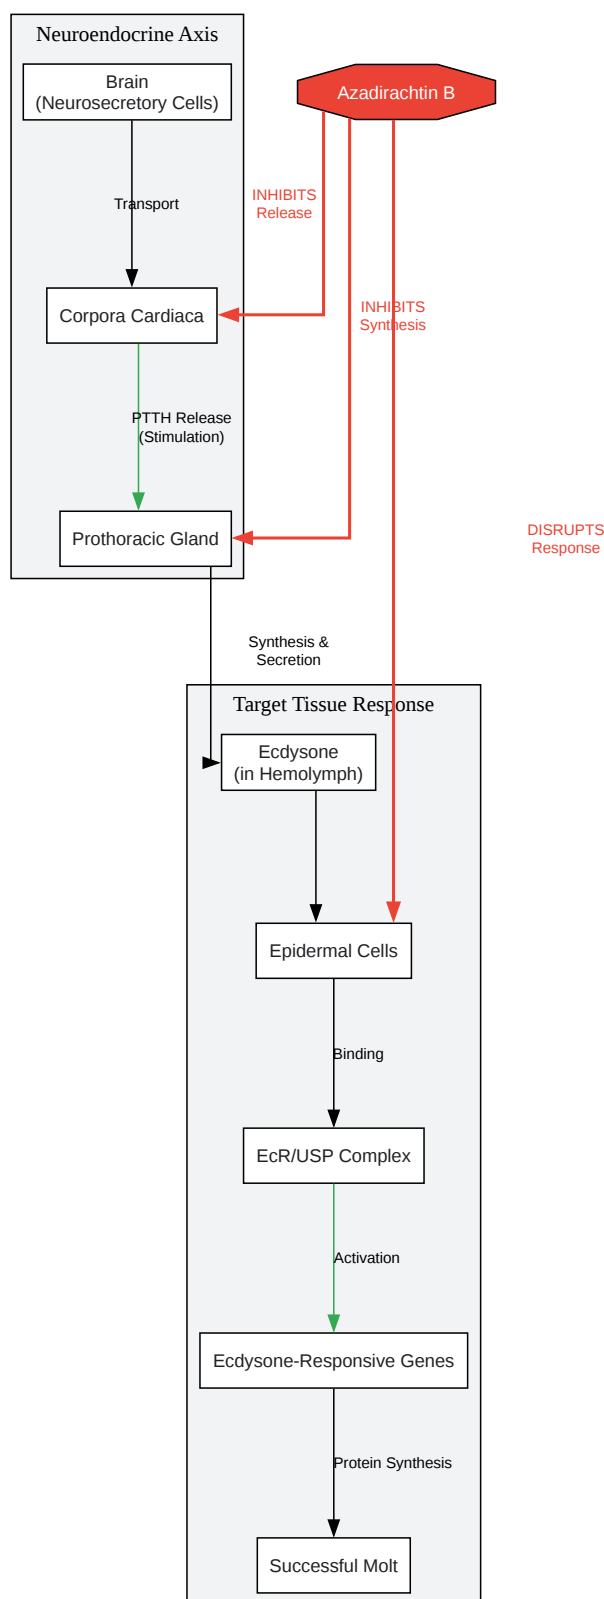 Neuroendocrine Axis
Brain
(Neurosecretory Cells)
Azadirachtin B
Transport
INHIBITS
Release
Corpora Cardiaca
INHIBITS
Synthesis
PTTH Release
(Stimulation)
Prothoracic Gland
DISRUPTS
Response
Synthesis &
Secretion
Target Tissue Response
Ecdysone
(in Hemolymph)
Epidermal Cells
Binding
EcR/USP Complex
Activation
Ecdysone-Responsive Genes
Protein Synthesis
Successful Molt